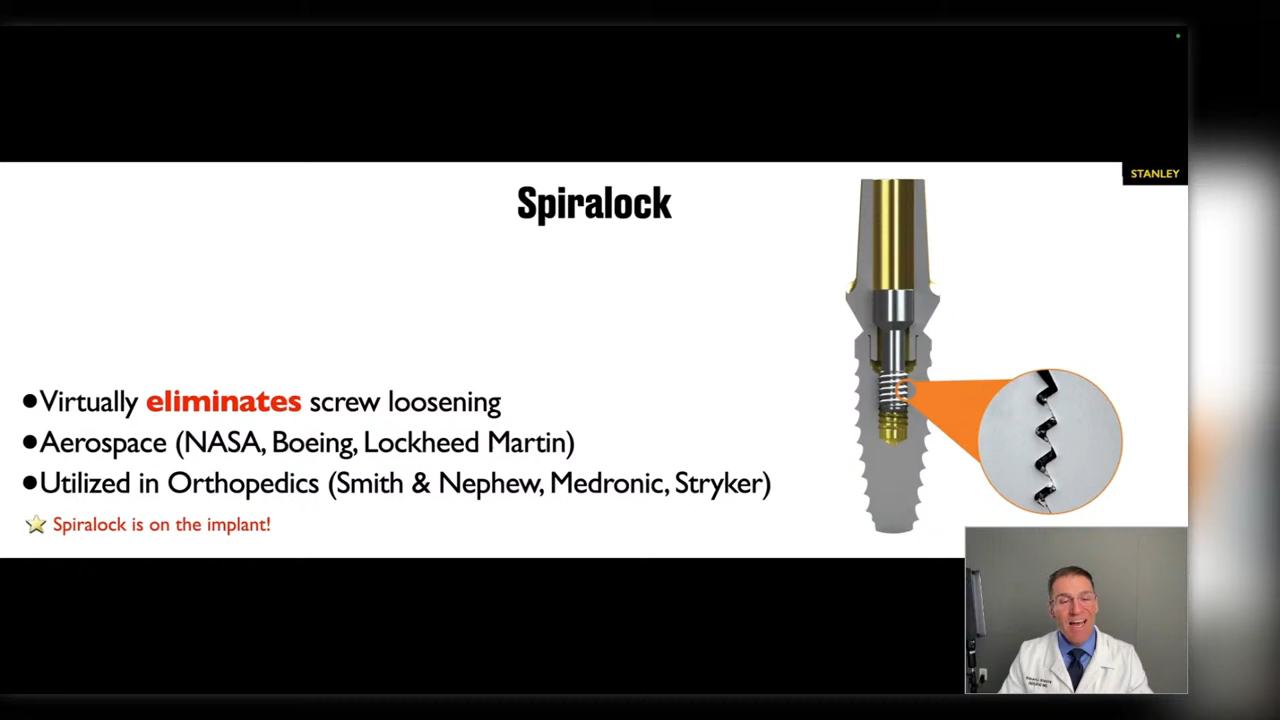 STANLEY
Spiralock
•Virtually eliminates screw loosening
•Aerospace (NASA, Boeing, Lockheed Martin)
•Utilized in Orthopedics (Smith & Nephew, Medronic, Stryker)
Spiralock is on the implant!